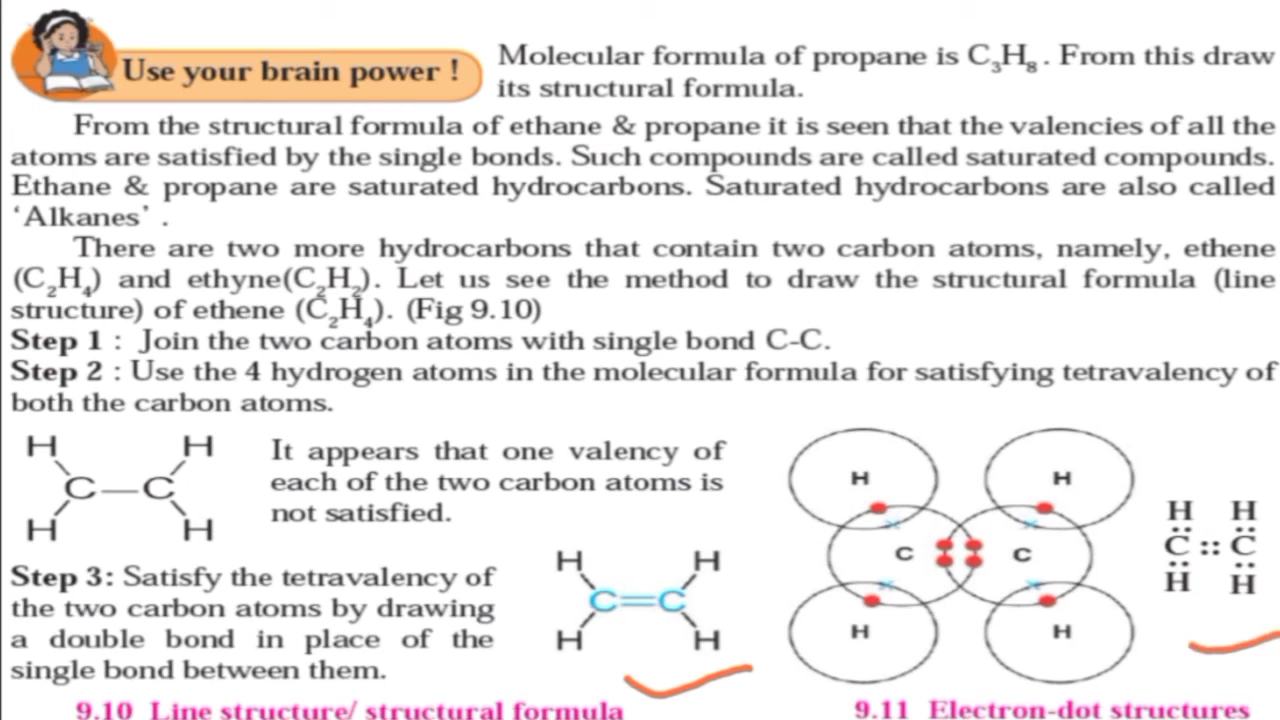 Use your brain power !
Molecular formula of propane is C₃H₈. From this draw
its structural formula.
From the structural formula of ethane & propane it is seen that the valencies of all the
atoms are satisfied by the single bonds. Such compounds are called saturated compounds.
Ethane & propane are saturated hydrocarbons. Saturated hydrocarbons are also called
‘Alkanes’ .
There are two more hydrocarbons that contain two carbon atoms, namely, ethene
(C₂H₄) and ethyne(C₂H₂). Let us see the method to draw the structural formula (line
structure) of ethene (C₂H₄). (Fig 9.10)
Step 1 : Join the two carbon atoms with single bond C-C.
Step 2 : Use the 4 hydrogen atoms in the molecular formula for satisfying tetravalency of
both the carbon atoms.
H H
C—C
H H
It appears that one valency of
each of the two carbon atoms is
not satisfied.
Step 3: Satisfy the tetravalency of
the two carbon atoms by drawing
a double bond in place of the
single bond between them.
H H
C=C
H H
9.10 Line structure/ structural formula
H H
C C
H H
H H
C :: C
H H
9.11 Electron-dot structures